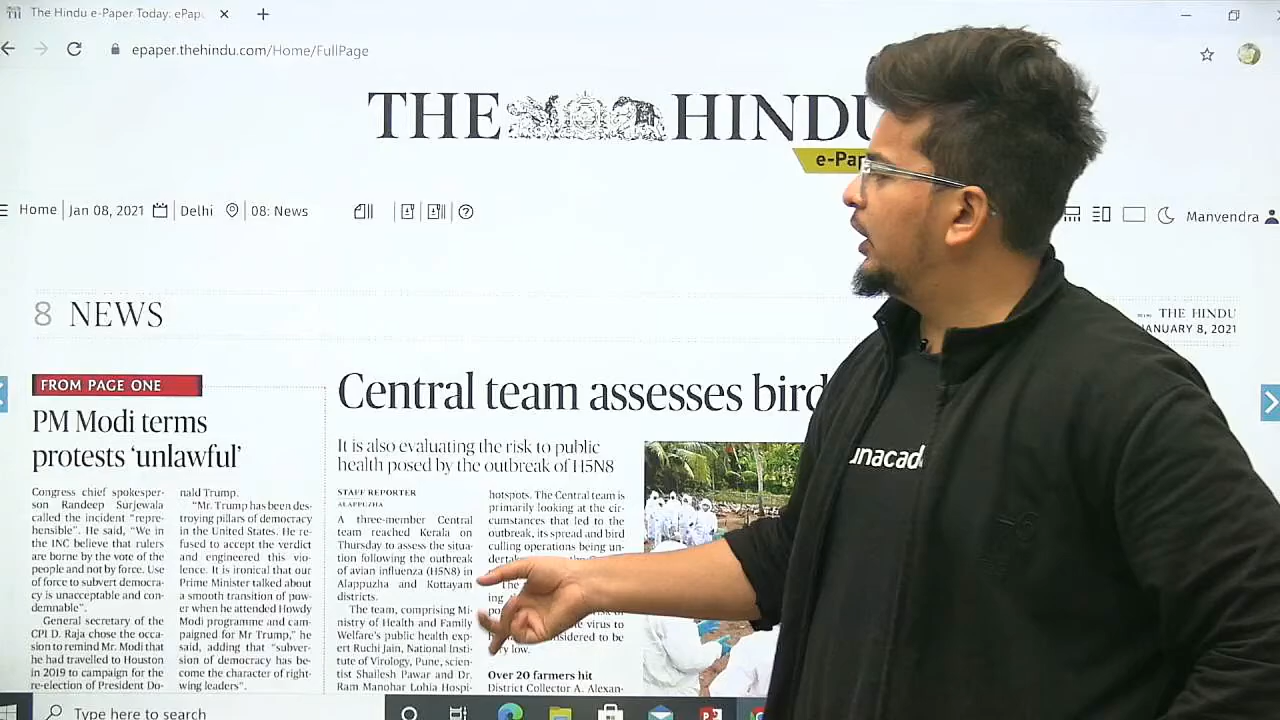 The Hindu e-Paper Today: ePap
epaper.thehindu.com/Home/FullPage
THE HINDU
e-Pap
Home | Jan 08, 2021 | Delhi | 08: News
Manvendra
8 NEWS
THE HINDU
JANUARY 8, 2021
FROM PAGE ONE
PM Modi terms
protests ‘unlawful’
Congress chief spokesper-
son Randeep Surjewala
called the incident “repre-
hensible”. He said, “We in
the INC believe that rulers
are borne by the vote of the
people and not by force. Use
of force to subvert democra-
cy is unacceptable and con-
demnable”.
General secretary of the
CPI D. Raja chose the occa-
sion to remind Mr. Modi that
he had travelled to Houston
in 2019 to campaign for the
re-election of President Do-
nald Trump.
“Mr. Trump has been des-
troying pillars of democracy
in the United States. He re-
fused to accept the verdict
and engineered this vio-
lence. It is ironical that our
Prime Minister talked about
a smooth transition of pow-
er when he attended Howdy
Modi programme and cam-
paigned for Mr Trump,” he
said, adding that “subver-
sion of democracy has be-
come the character of right-
wing leaders”.
Central team assesses bird
It is also evaluating the risk to public
health posed by the outbreak of H5N8
STAFF REPORTER
ALAPPUZHA
A three-member Central
team reached Kerala on
Thursday to assess the situa-
tion following the outbreak
of avian influenza (H5N8) in
Alappuzha and Kottayam
districts.
The team, comprising Mi-
nistry of Health and Family
Welfare’s public health exp-
ert Ruchi Jain, National Insti-
tute of Virology, Pune, scien-
tist Shailesh Pawar and Dr.
Ram Manohar Lohia Hospi-
hotspots. The Central team is
primarily looking at the cir-
cumstances that led to the
outbreak, its spread and bird
culling operations being un-
The
virus to
considered to be
low.
Over 20 farmers hit
District Collector A. Alexan-
unacad
Type here to search